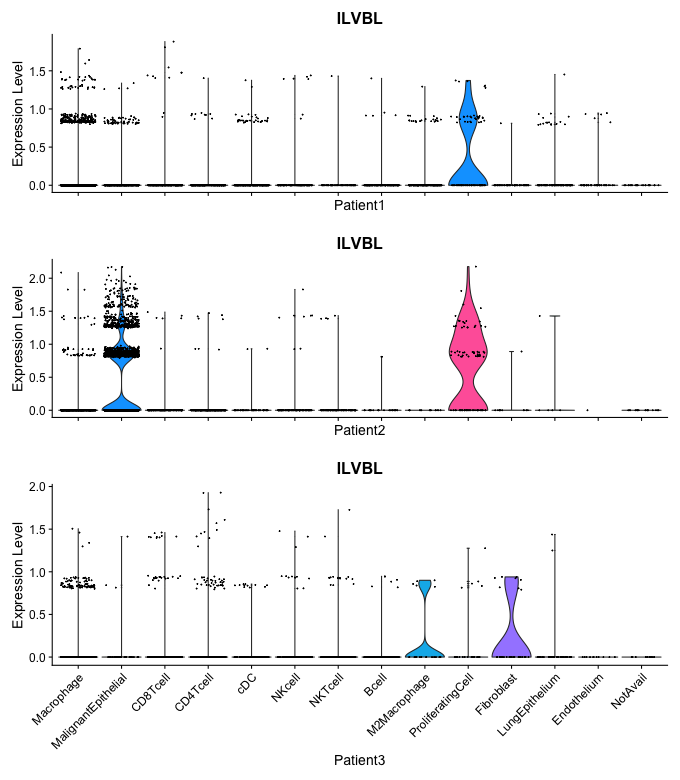 ILVBL
Expression Level
1.5
1.0
0.5
0.0
Patient1
ILVBL
Expression Level
2.0
1.5
1.0
0.5
0.0
Patient2
ILVBL
Expression Level
2.0
1.5
1.0
0.5
0.0
Macrophage
MalignantEpithelial
CD8Tcell
CD4Tcell
cDC
NKcell
NKTcell
Bcell
M2Macrophage
ProliferatingCell
Fibroblast
LungEpithelium
Endothelium
NotAvail
Patient3